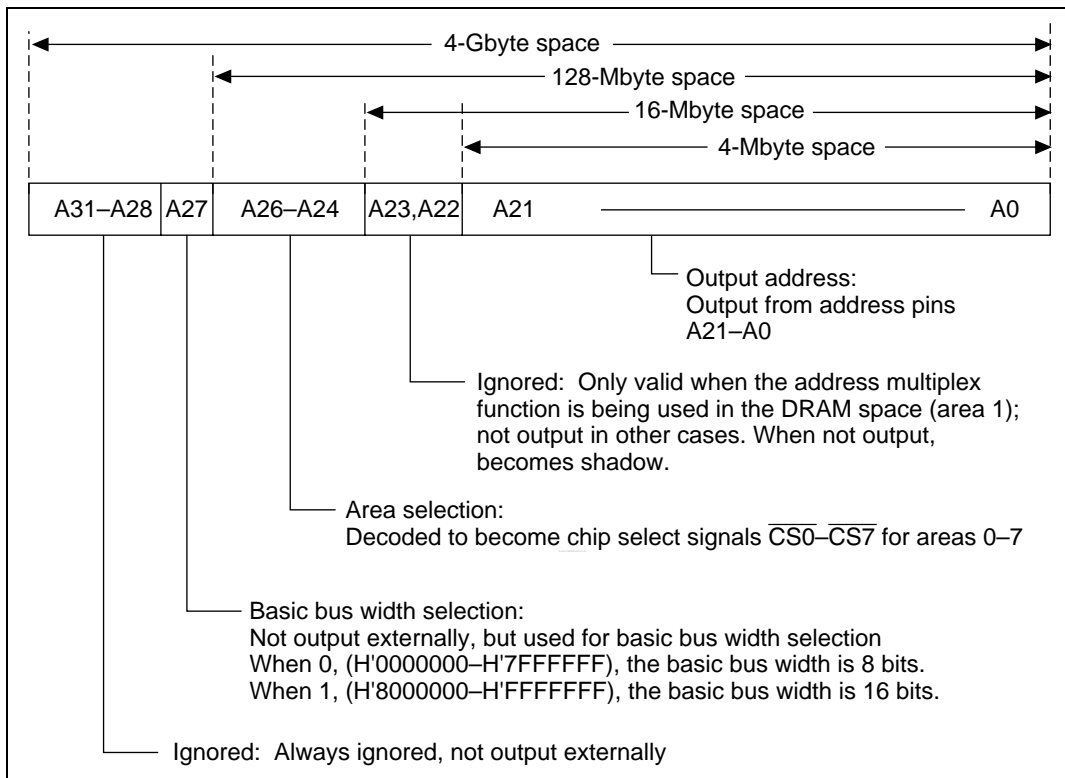 4-Gbyte space
128-Mbyte space
16-Mbyte space
4-Mbyte space
A31–A28 A27 A26–A24 A23,A22 A21 A0
Output address:
Output from address pins
A21–A0
Ignored: Only valid when the address multiplex
function is being used in the DRAM space (area 1);
not output in other cases. When not output,
becomes shadow.
Area selection:
Decoded to become chip select signals C̅S̅0̅–C̅S̅7̅ for areas 0–7
Basic bus width selection:
Not output externally, but used for basic bus width selection
When 0, (H'0000000–H'7FFFFFF), the basic bus width is 8 bits.
When 1, (H'8000000–H'FFFFFFF), the basic bus width is 16 bits.
Ignored: Always ignored, not output externally